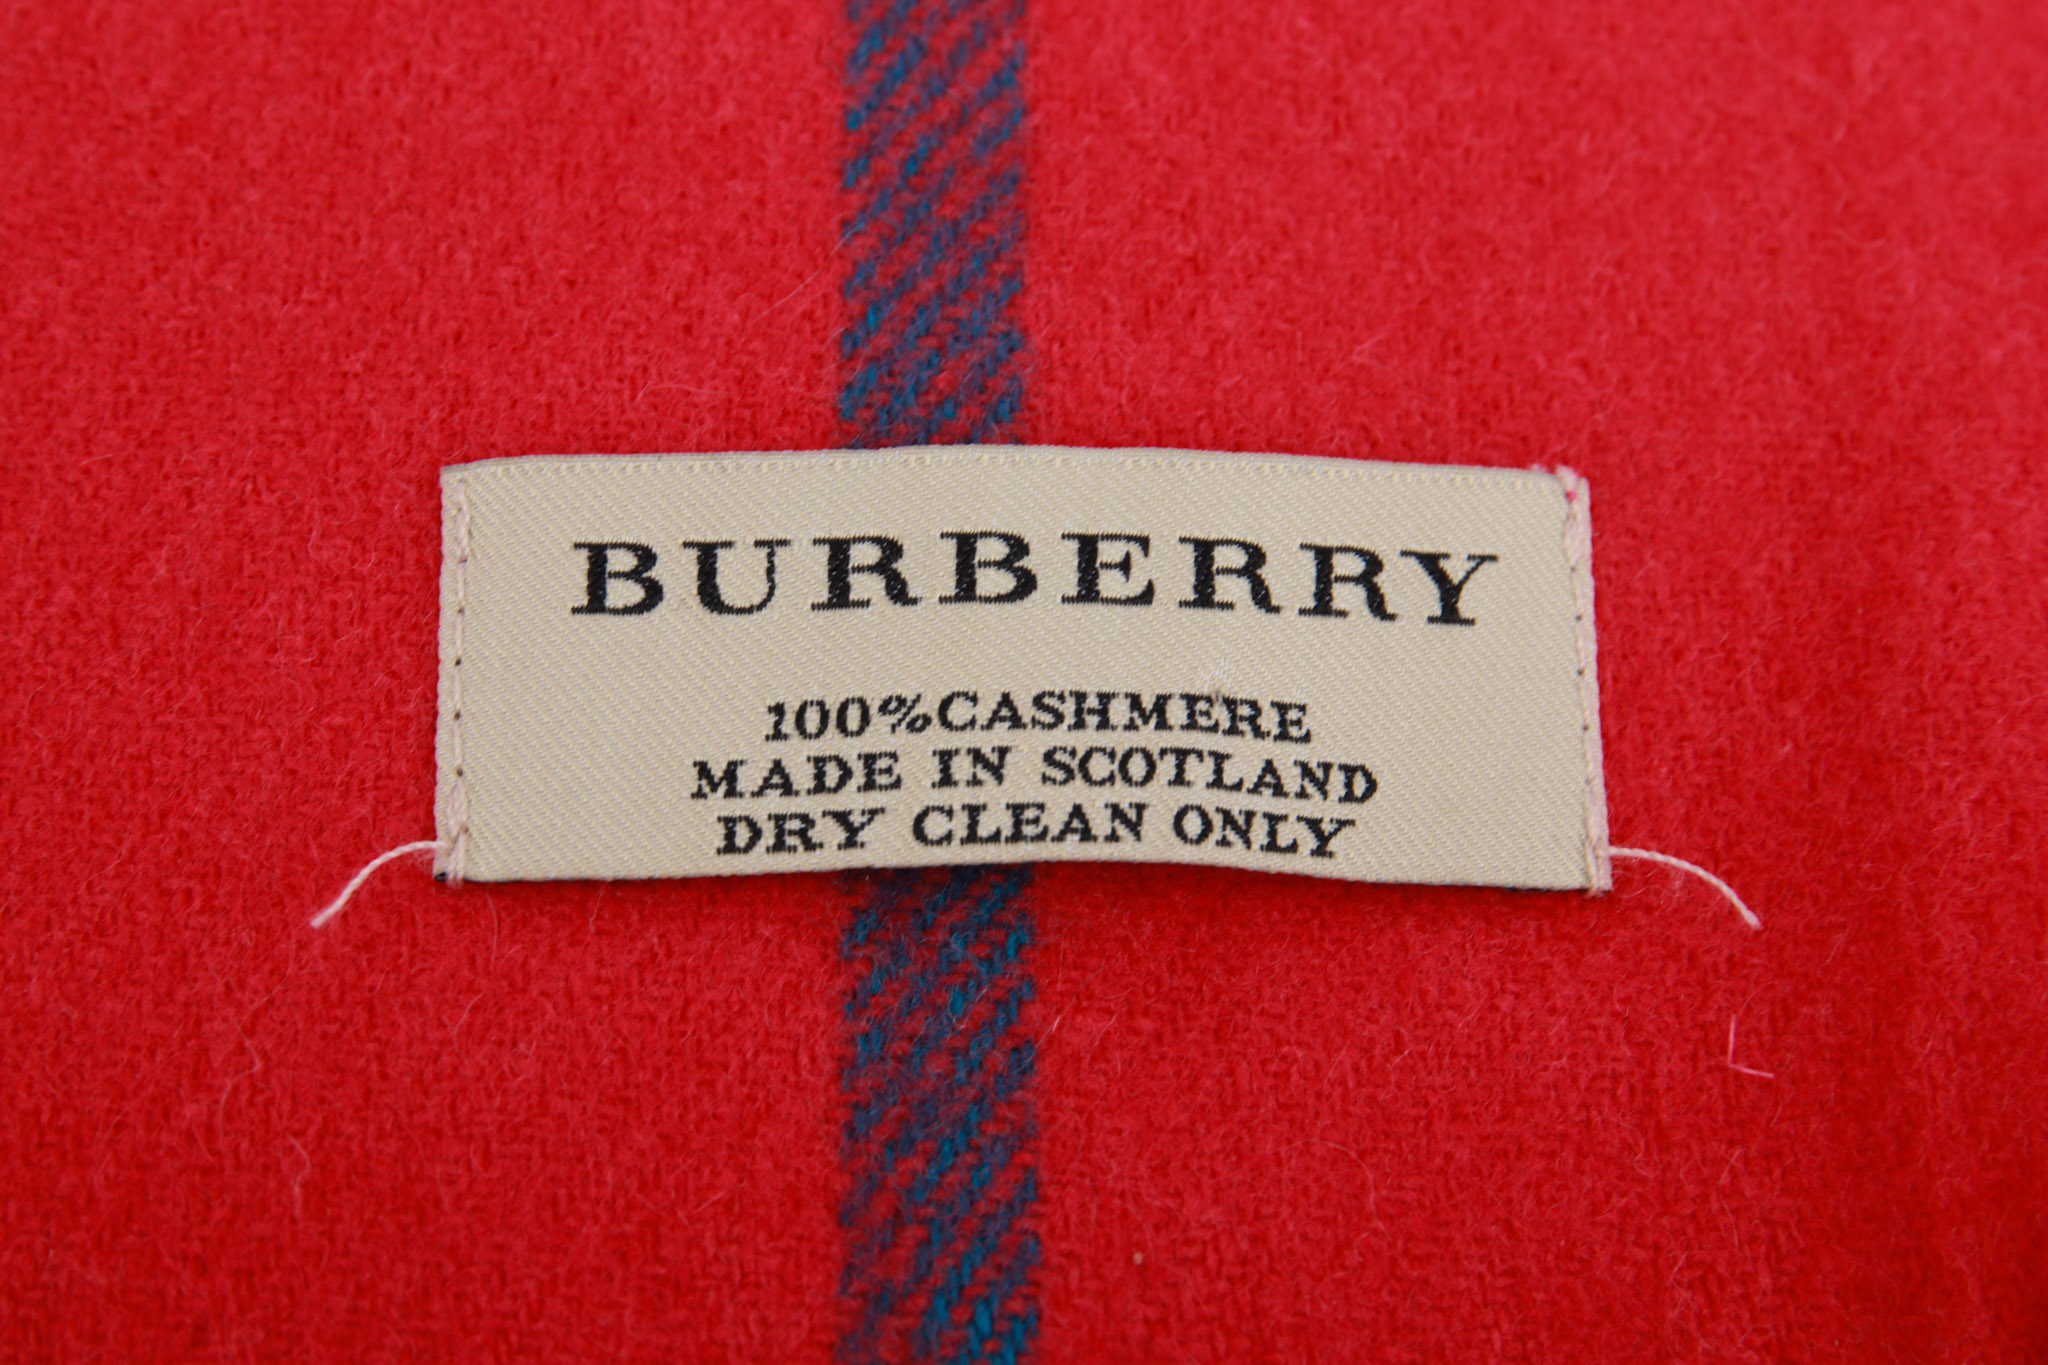 BURBERRY
100%CASHMERE
MADE IN SCOTLAND
DRY CLEAN ONLY